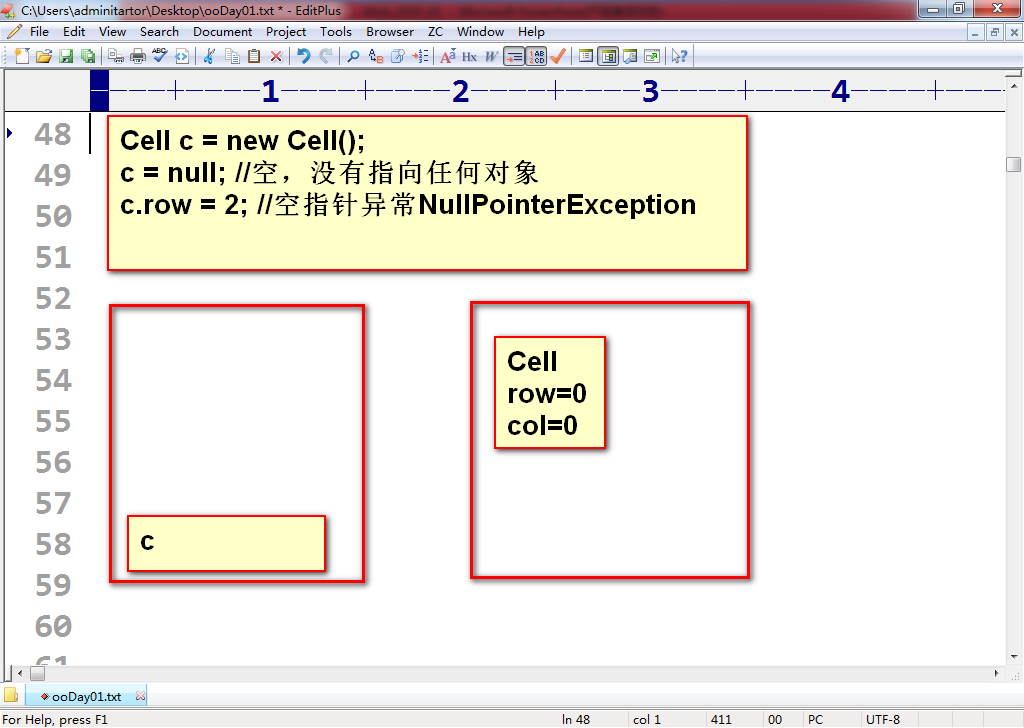 C:\Users\adminitartor\Desktop\ooDay01.txt * - EditPlus
File Edit View Search Document Project Tools Browser ZC Window Help
1 2 3 4
48
49
50
51
52
53
54
55
56
57
58
59
60
61
Cell c = new Cell();
c = null; //空，没有指向任何对象
c.row = 2; //空指针异常NullPointerException
Cell
row=0
col=0
c
ooDay01.txt
For Help, press F1 ln 48 col 1 411 00 PC UTF-8